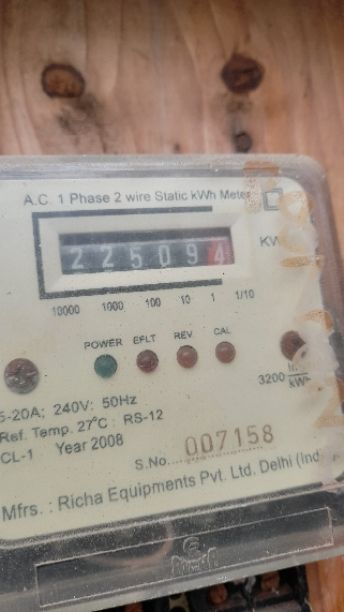 A.C. 1 Phase 2 wire Static kWh Meter
225094
10000 1000 100 10 1 1/10
POWER EFLT REV CAL
3200
5-20A; 240V: 50Hz
Ref. Temp. 27°C : RS-12
CL-1 Year 2008
S.No. 007158
Mfrs. : Richa Equipments Pvt. Ltd. Delhi (Ind